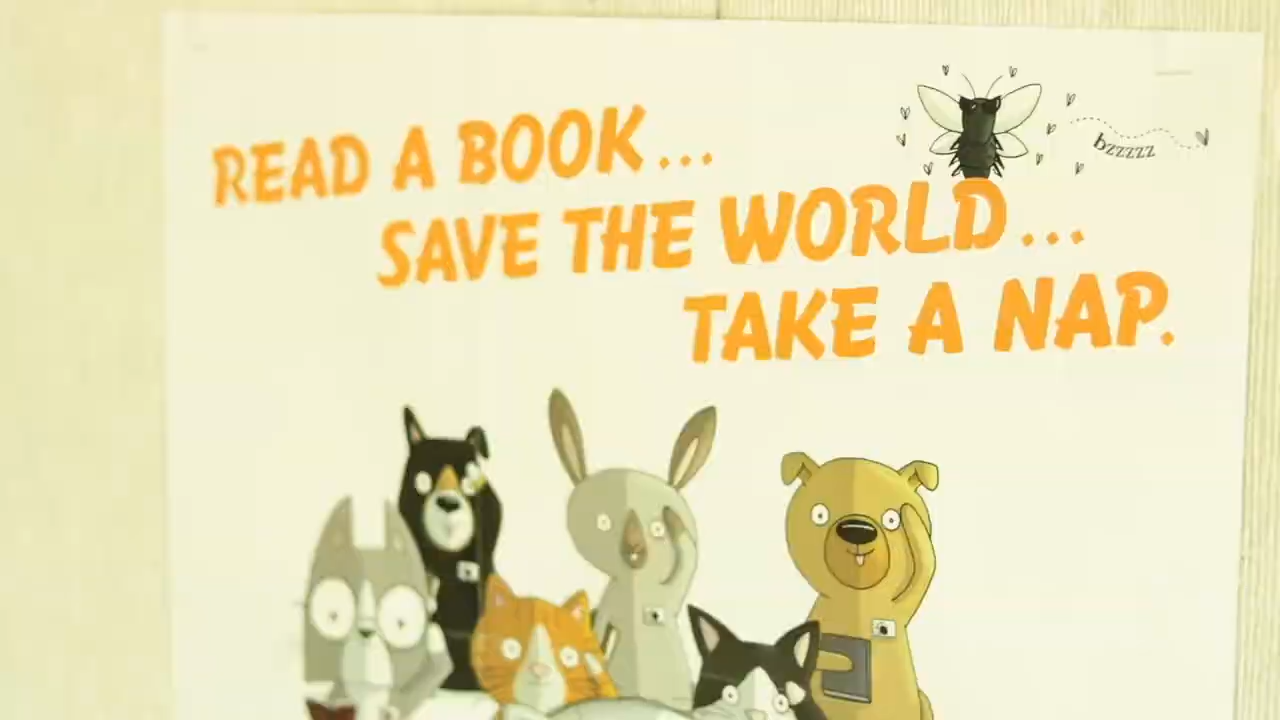 READ A BOOK...
bzzzzz
SAVE THE WORLD...
TAKE A NAP.